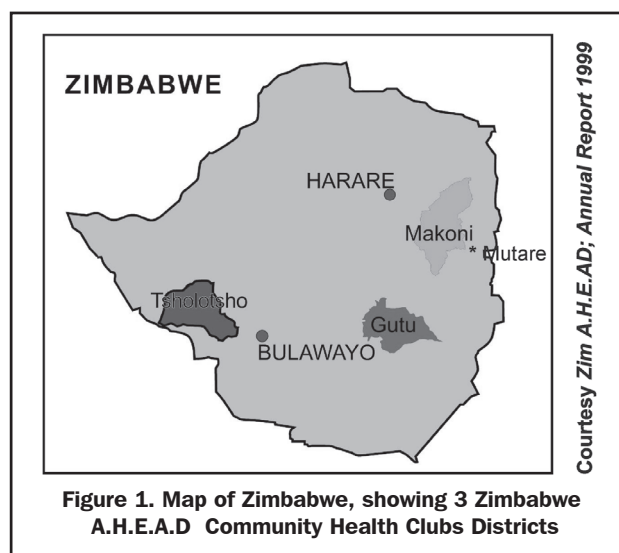 ZIMBABWE
HARARE
Makoni
* Mutare
Tsholotsho
Gutu
BULAWAYO
Courtesy Zim A.H.E.AD; Annual Report 1999
Figure 1. Map of Zimbabwe, showing 3 Zimbabwe
A.H.E.A.D Community Health Clubs Districts